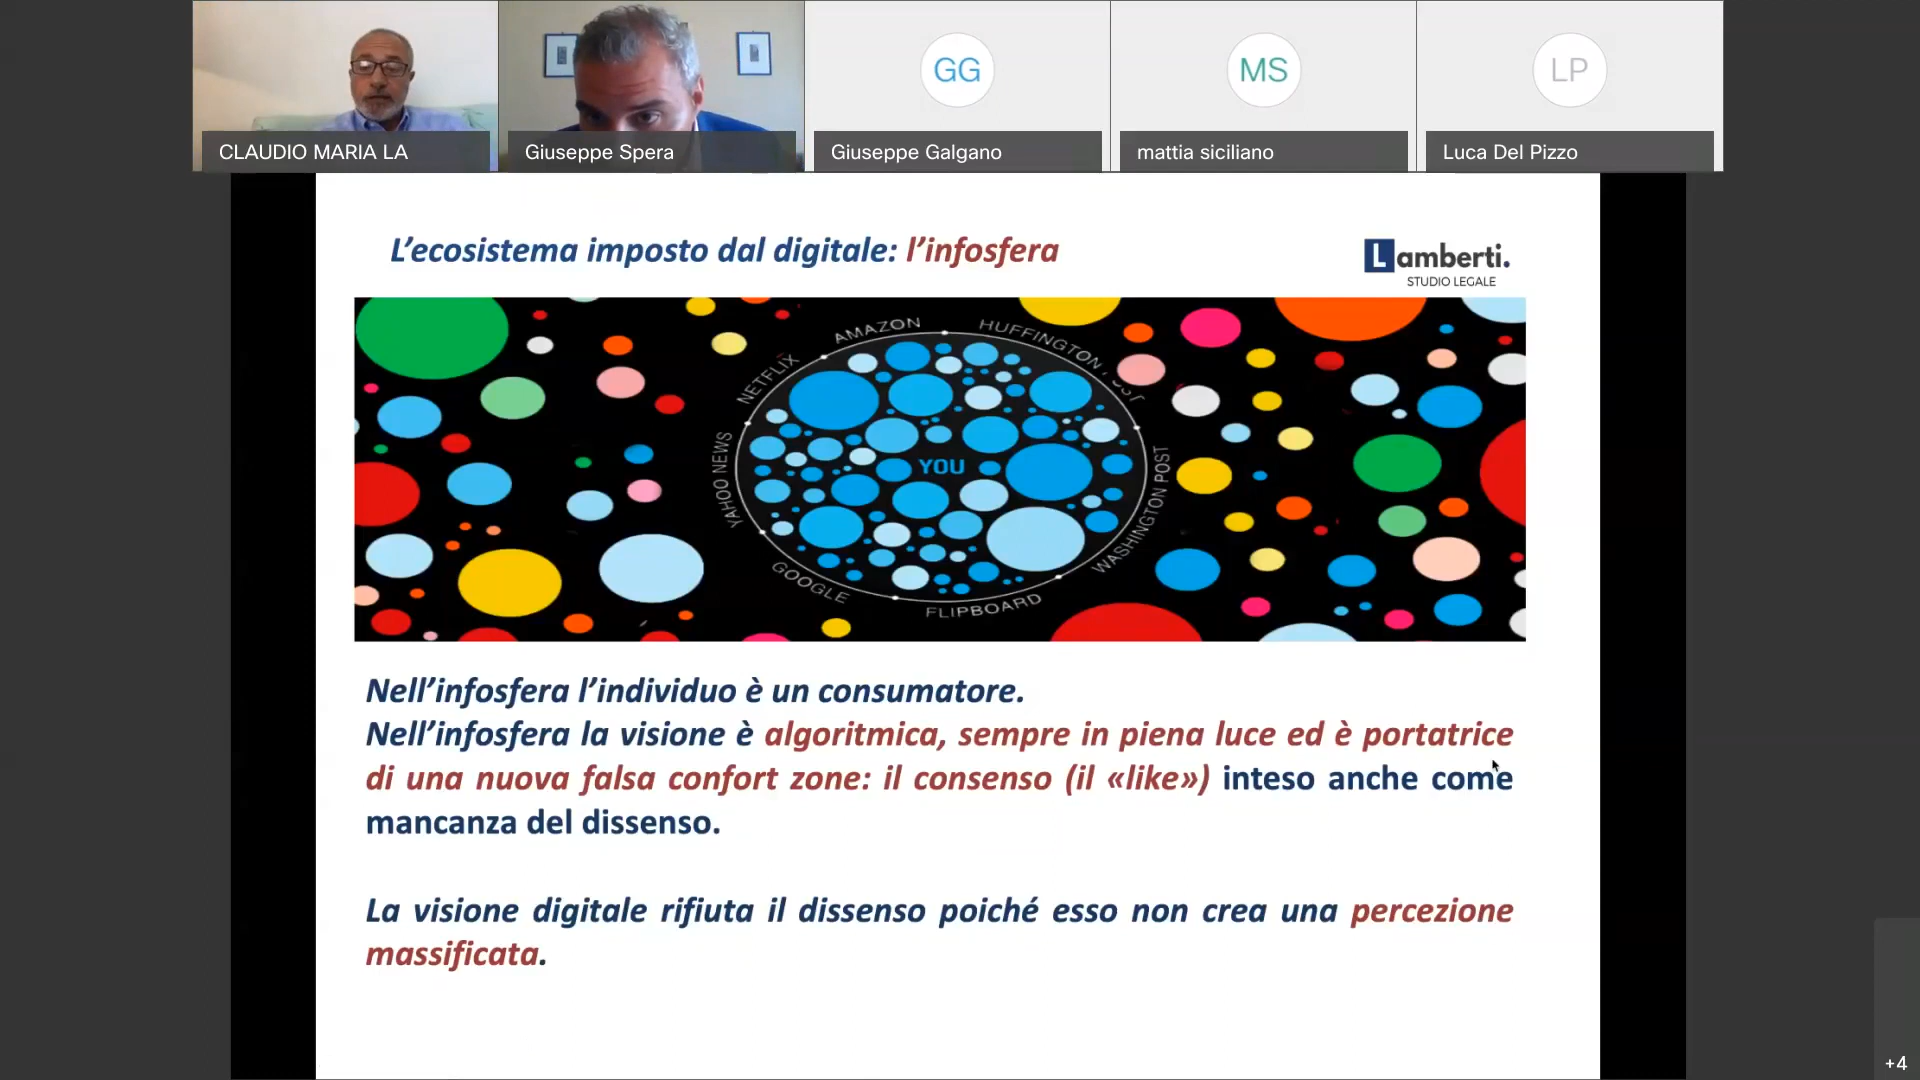 GG
MS
LP
CLAUDIO MARIA LA
Giuseppe Spera
Giuseppe Galgano
mattia siciliano
Luca Del Pizzo
L’ecosistema imposto dal digitale: l’infosfera
Lamberti.
STUDIO LEGALE
AMAZON
HUFFINGTON POST
NETFLIX
YAHOO NEWS
YOU
WASHINGTON POST
GOOGLE
FLIPBOARD
Nell’infosfera l’individuo è un consumatore.
Nell’infosfera la visione è algoritmica, sempre in piena luce ed è portatrice
di una nuova falsa confort zone: il consenso (il «like») inteso anche come
mancanza del dissenso.
La visione digitale rifiuta il dissenso poiché esso non crea una percezione
massificata.
+4